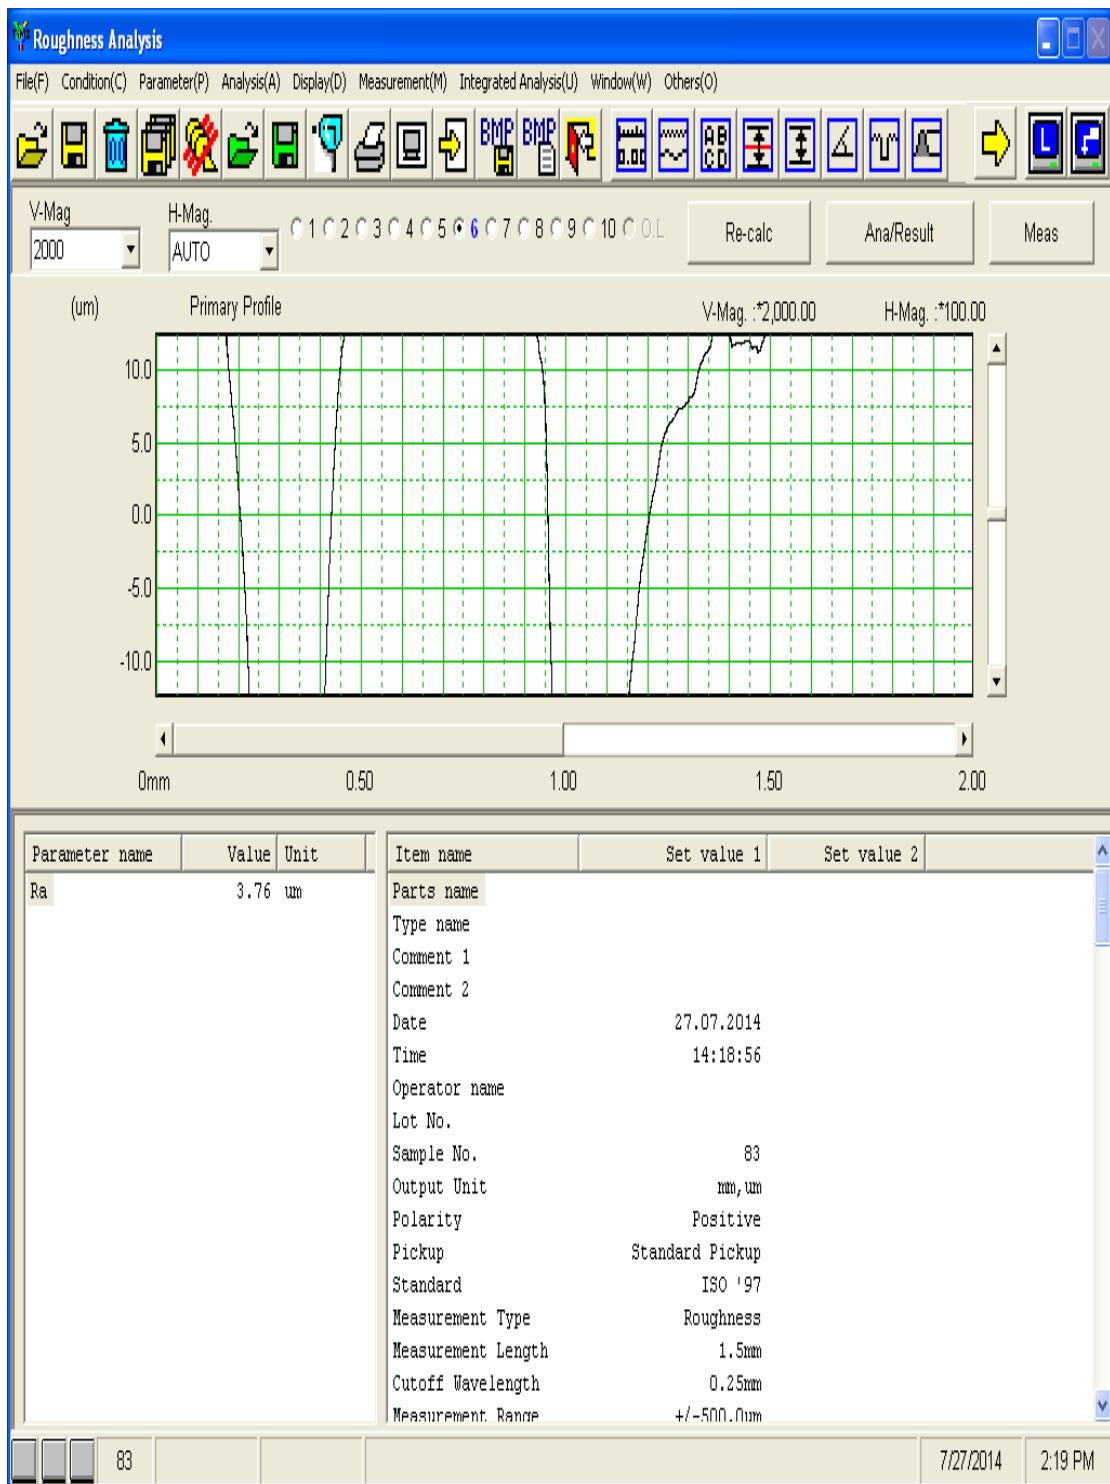 Roughness Analysis
File(F) Condition(C) Parameter(P) Analysis(A) Display(D) Measurement(M) Integrated Analysis(U) Window(W) Others(O)
BMP BMP 0.00 AB CD L
V-Mag H-Mag.
2000 AUTO 1 2 3 4 5 6 7 8 9 10 O.L Re-calc Ana/Result Meas
(um) Primary Profile V-Mag. :*2,000.00 H-Mag. :*100.00
10.0
5.0
0.0
-5.0
-10.0
0mm 0.50 1.00 1.50 2.00
Parameter name Value Unit
Ra 3.76 um
Item name Set value 1 Set value 2
Parts name
Type name
Comment 1
Comment 2
Date 27.07.2014
Time 14:18:56
Operator name
Lot No.
Sample No. 83
Output Unit mm,um
Polarity Positive
Pickup Standard Pickup
Standard ISO '97
Measurement Type Roughness
Measurement Length 1.5mm
Cutoff Wavelength 0.25mm
Measurement Range +/-500.0um
83 7/27/2014 2:19 PM